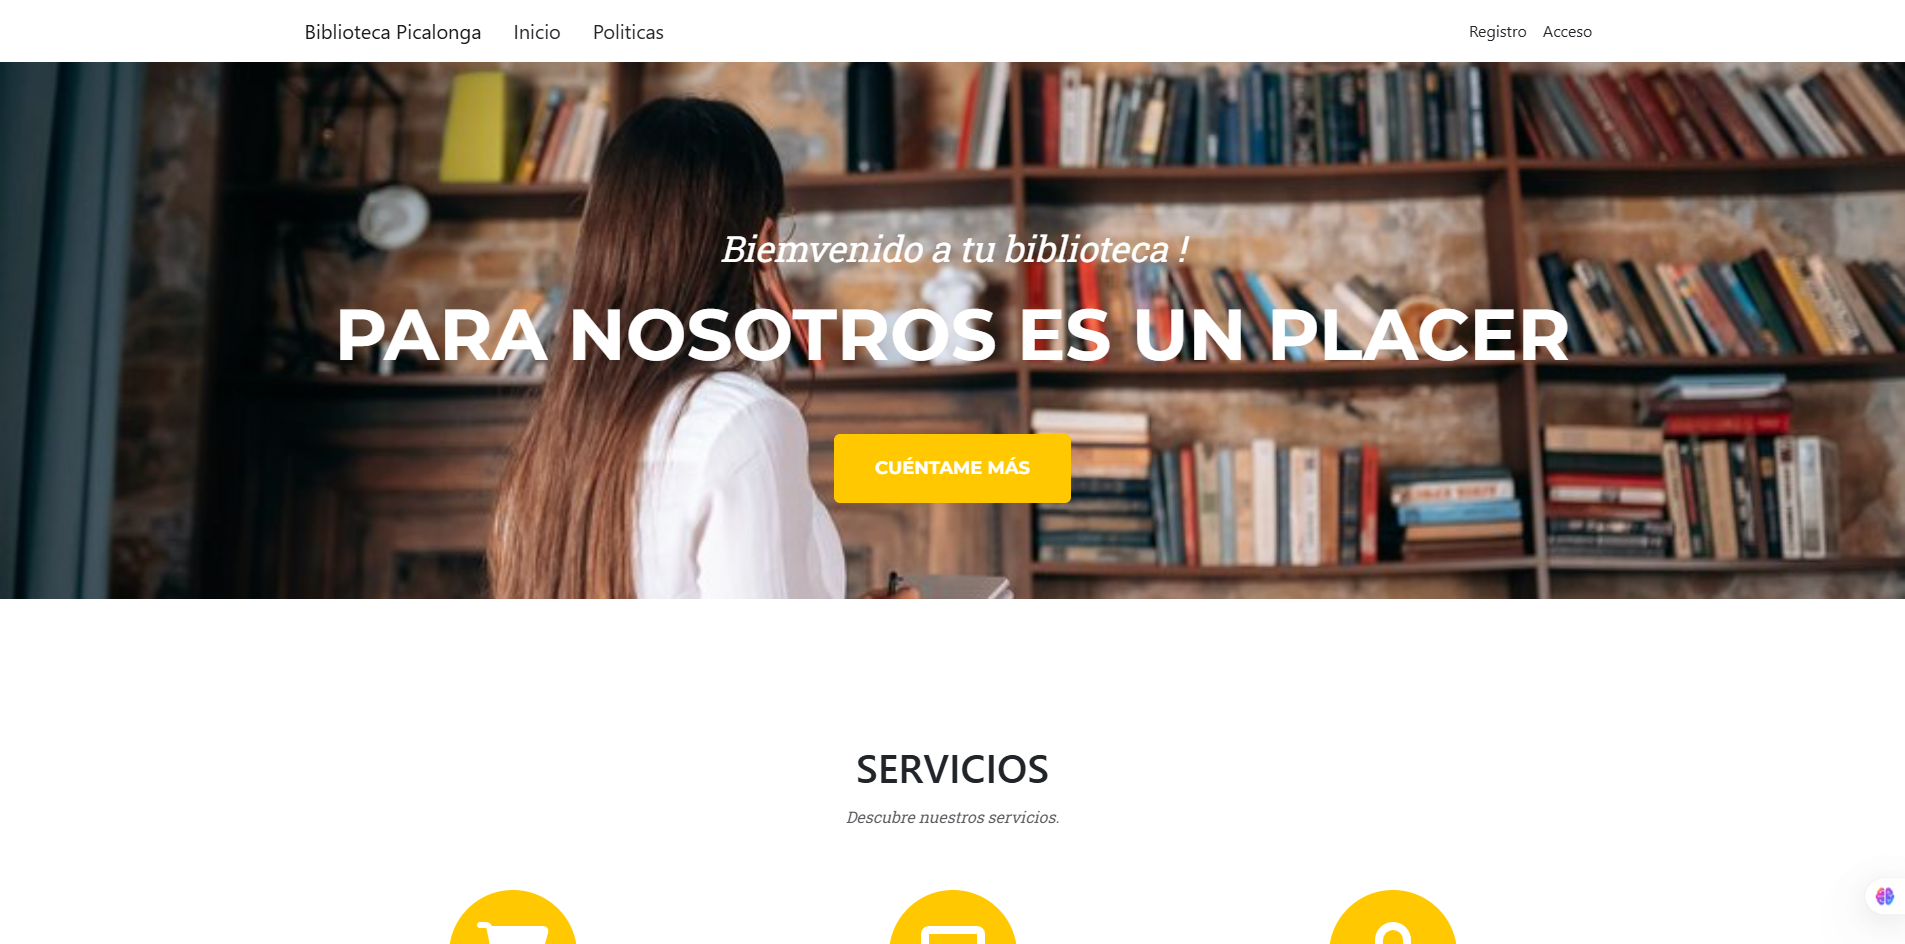 Biblioteca Picalonga Inicio Politicas Registro Acceso
Biemvenido a tu biblioteca !
PARA NOSOTROS ES UN PLACER
CUÉNTAME MÁS
SERVICIOS
Descubre nuestros servicios.